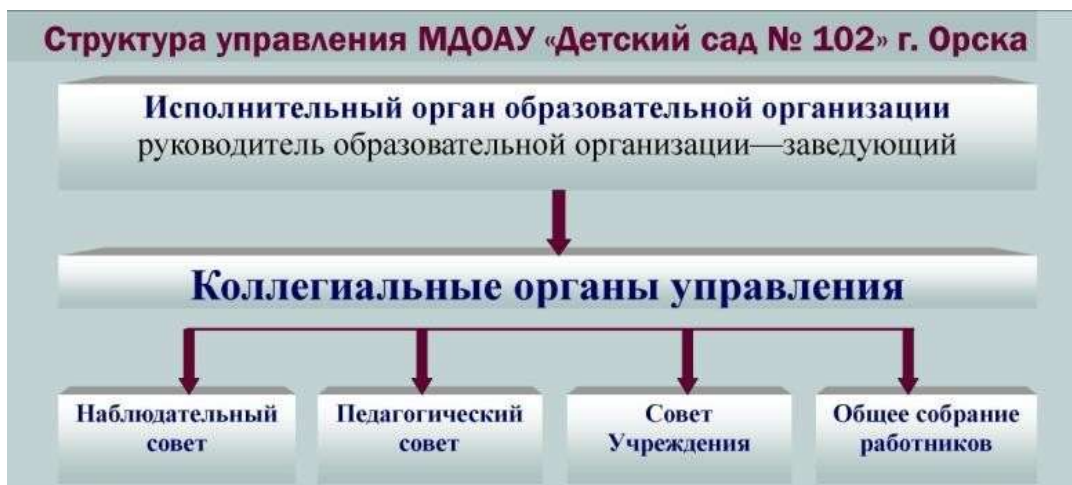 Структура управления МДОАУ «Детский сад № 102» г. Орска
Исполнительный орган образовательной организации
руководитель образовательной организации—заведующий
Коллегиальные органы управления
Наблюдательный
совет
Педагогический
совет
Совет
Учреждения
Общее собрание
работников